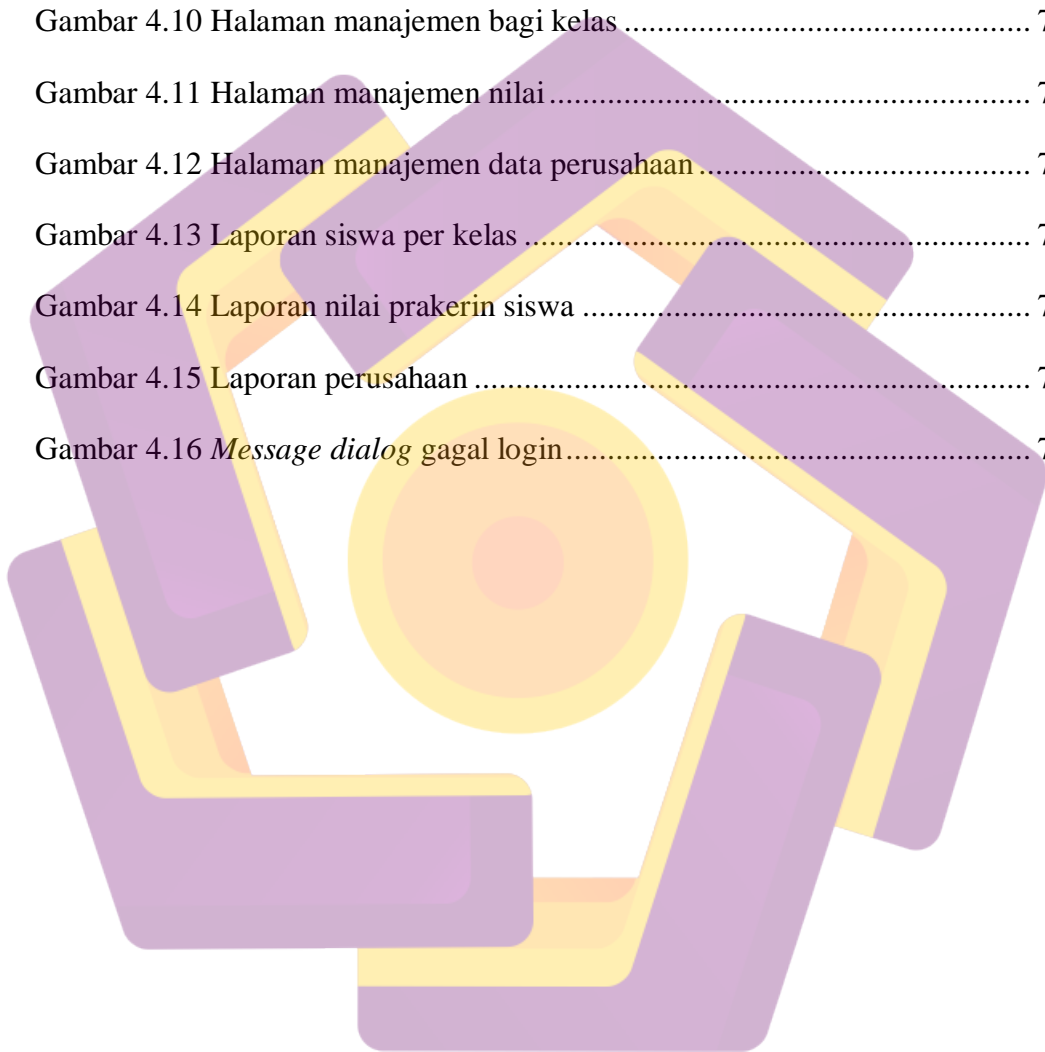 Gambar 4.10 Halaman manajemen bagi kelas ........................................................ 7
Gambar 4.11 Halaman manajemen nilai ................................................................. 7
Gambar 4.12 Halaman manajemen data perusahaan ............................................. 7
Gambar 4.13 Laporan siswa per kelas ..................................................................... 7
Gambar 4.14 Laporan nilai prakerin siswa ............................................................. 7
Gambar 4.15 Laporan perusahaan ........................................................................... 7
Gambar 4.16 Message dialog gagal login ............................................................... 7